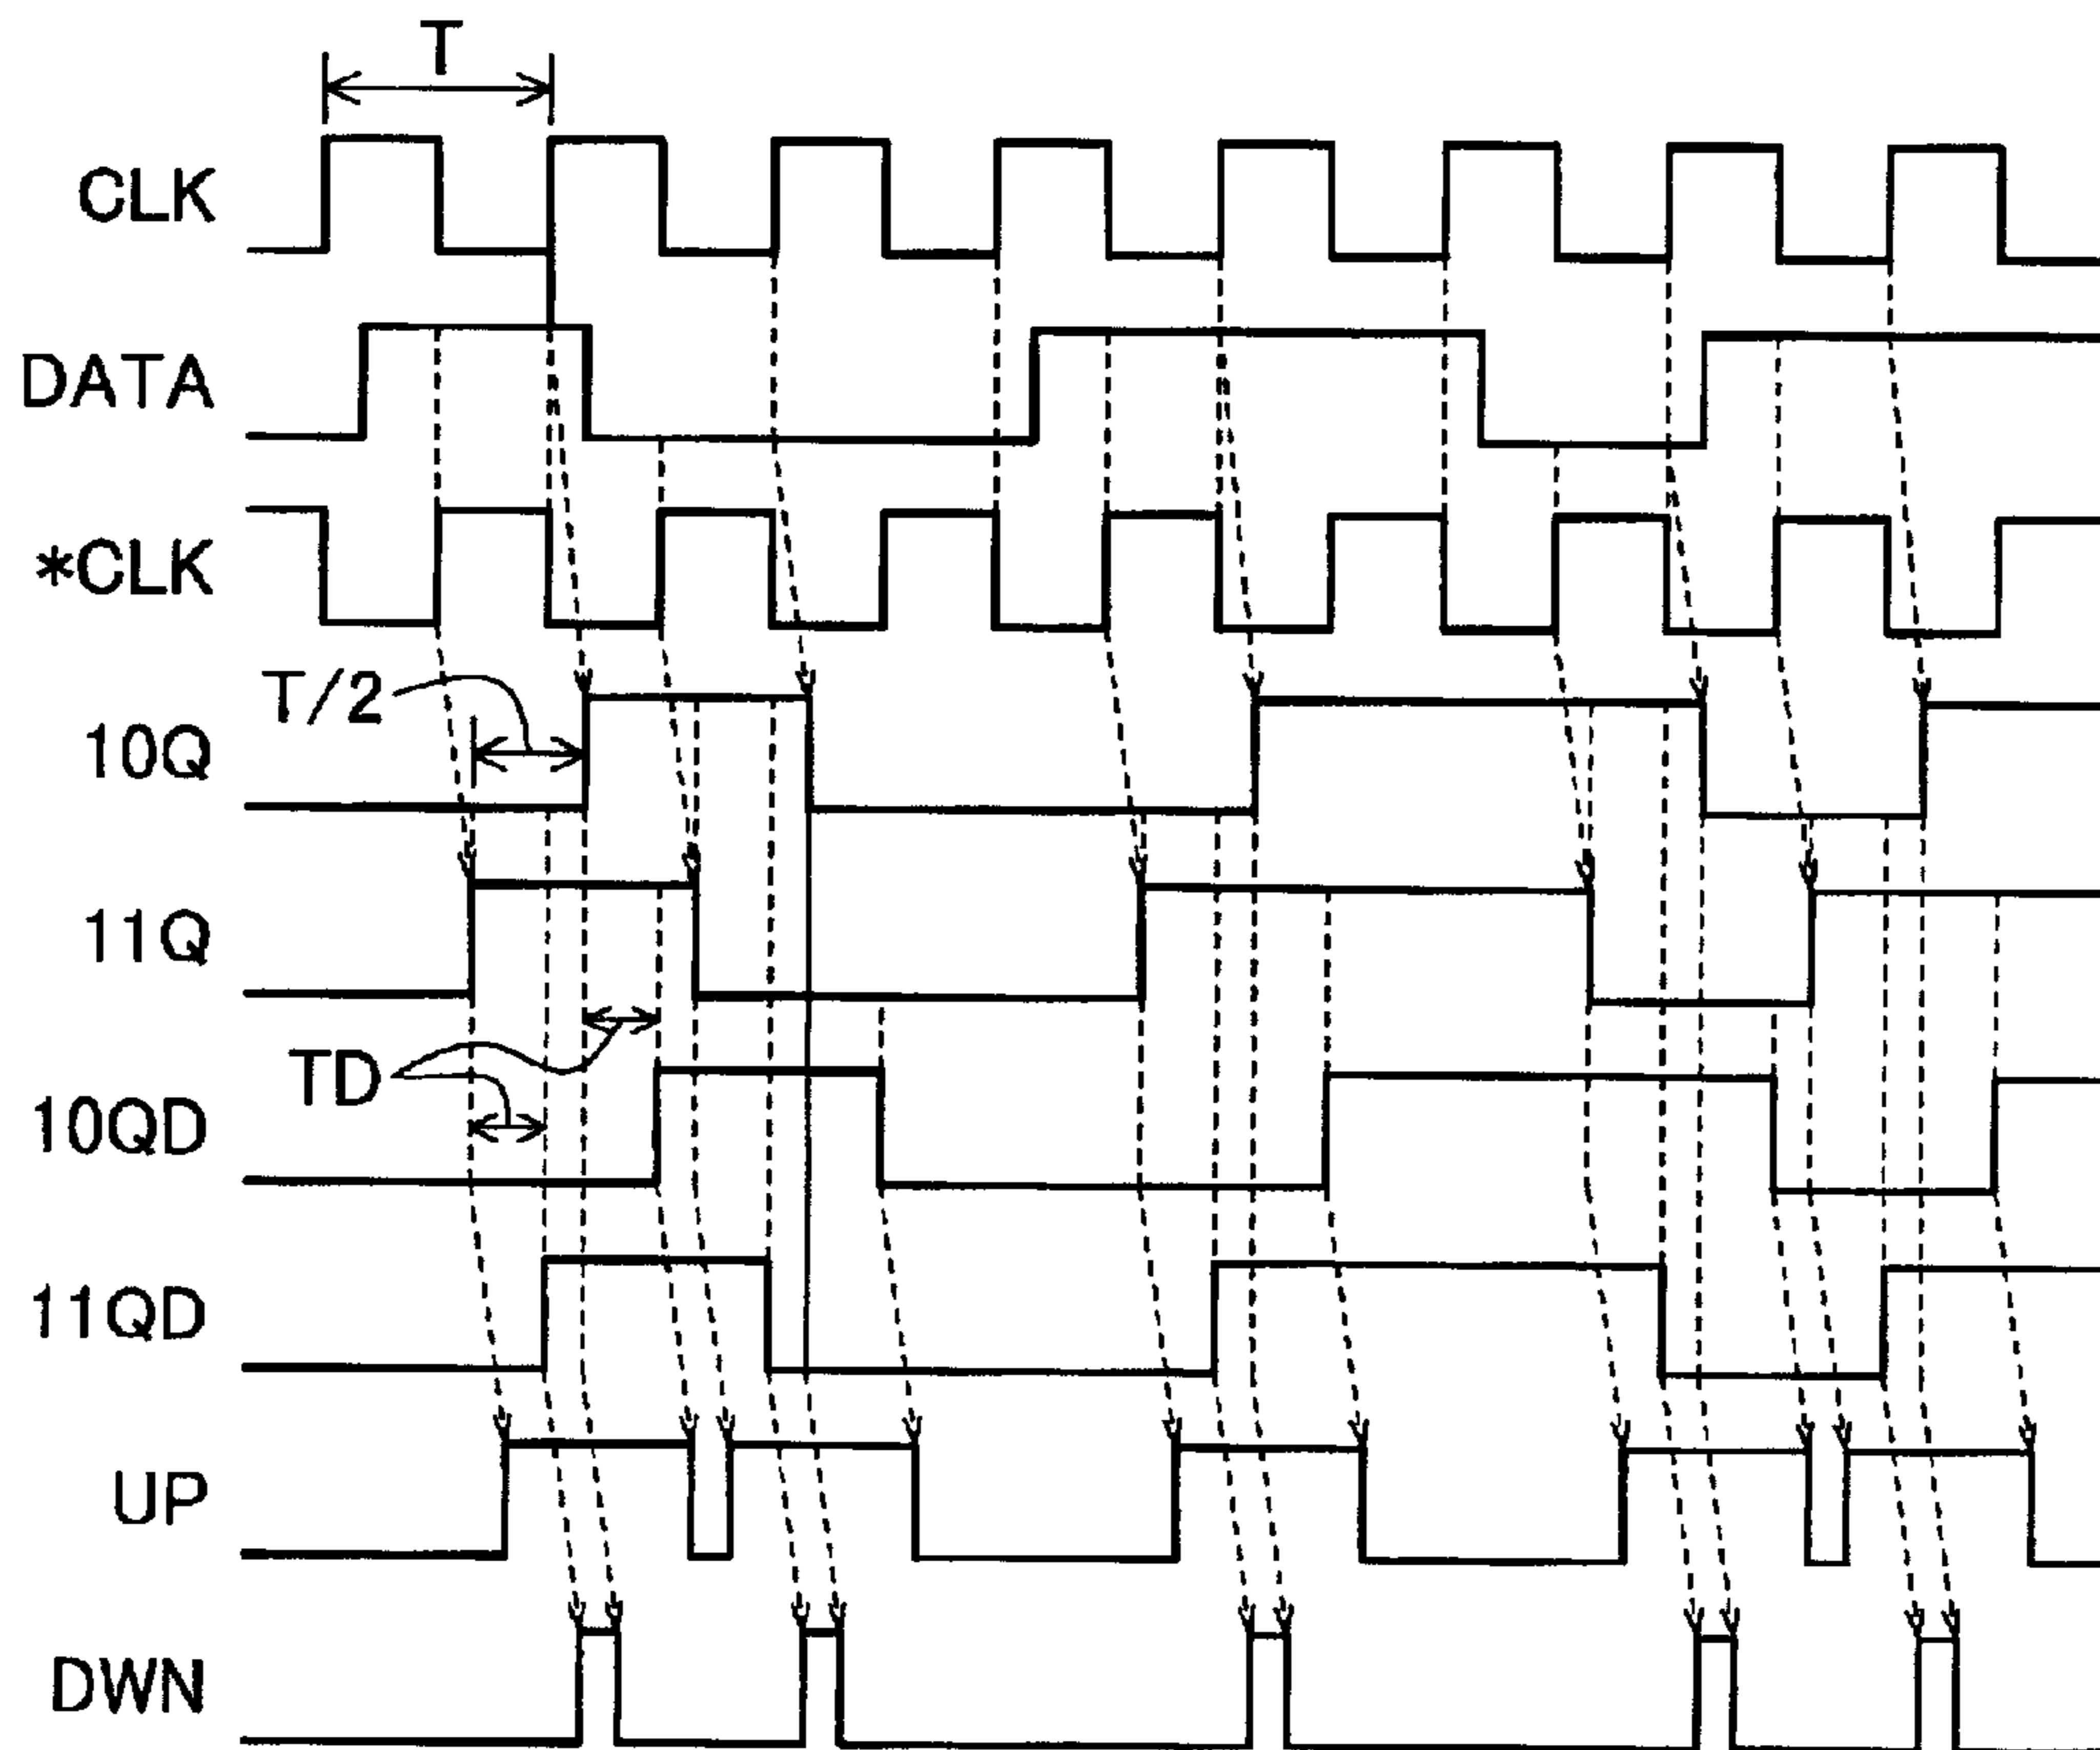 T
CLK
DATA
*CLK
T/2
10Q
11Q
TD
10QD
11QD
UP
DWN